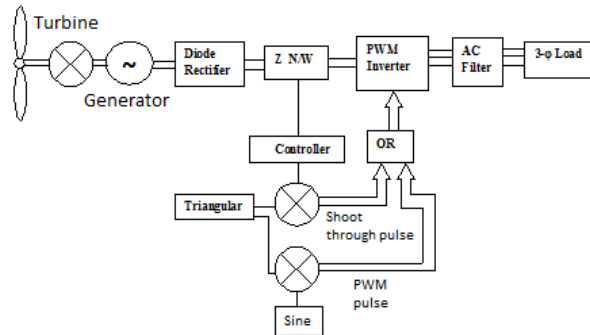 Turbine
Generator
~
Diode
Rectifier
Z N/W
PWM
Inverter
AC
Filter
3-φ Load
Controller
OR
Triangular
Shoot
through pulse
PWM
pulse
Sine